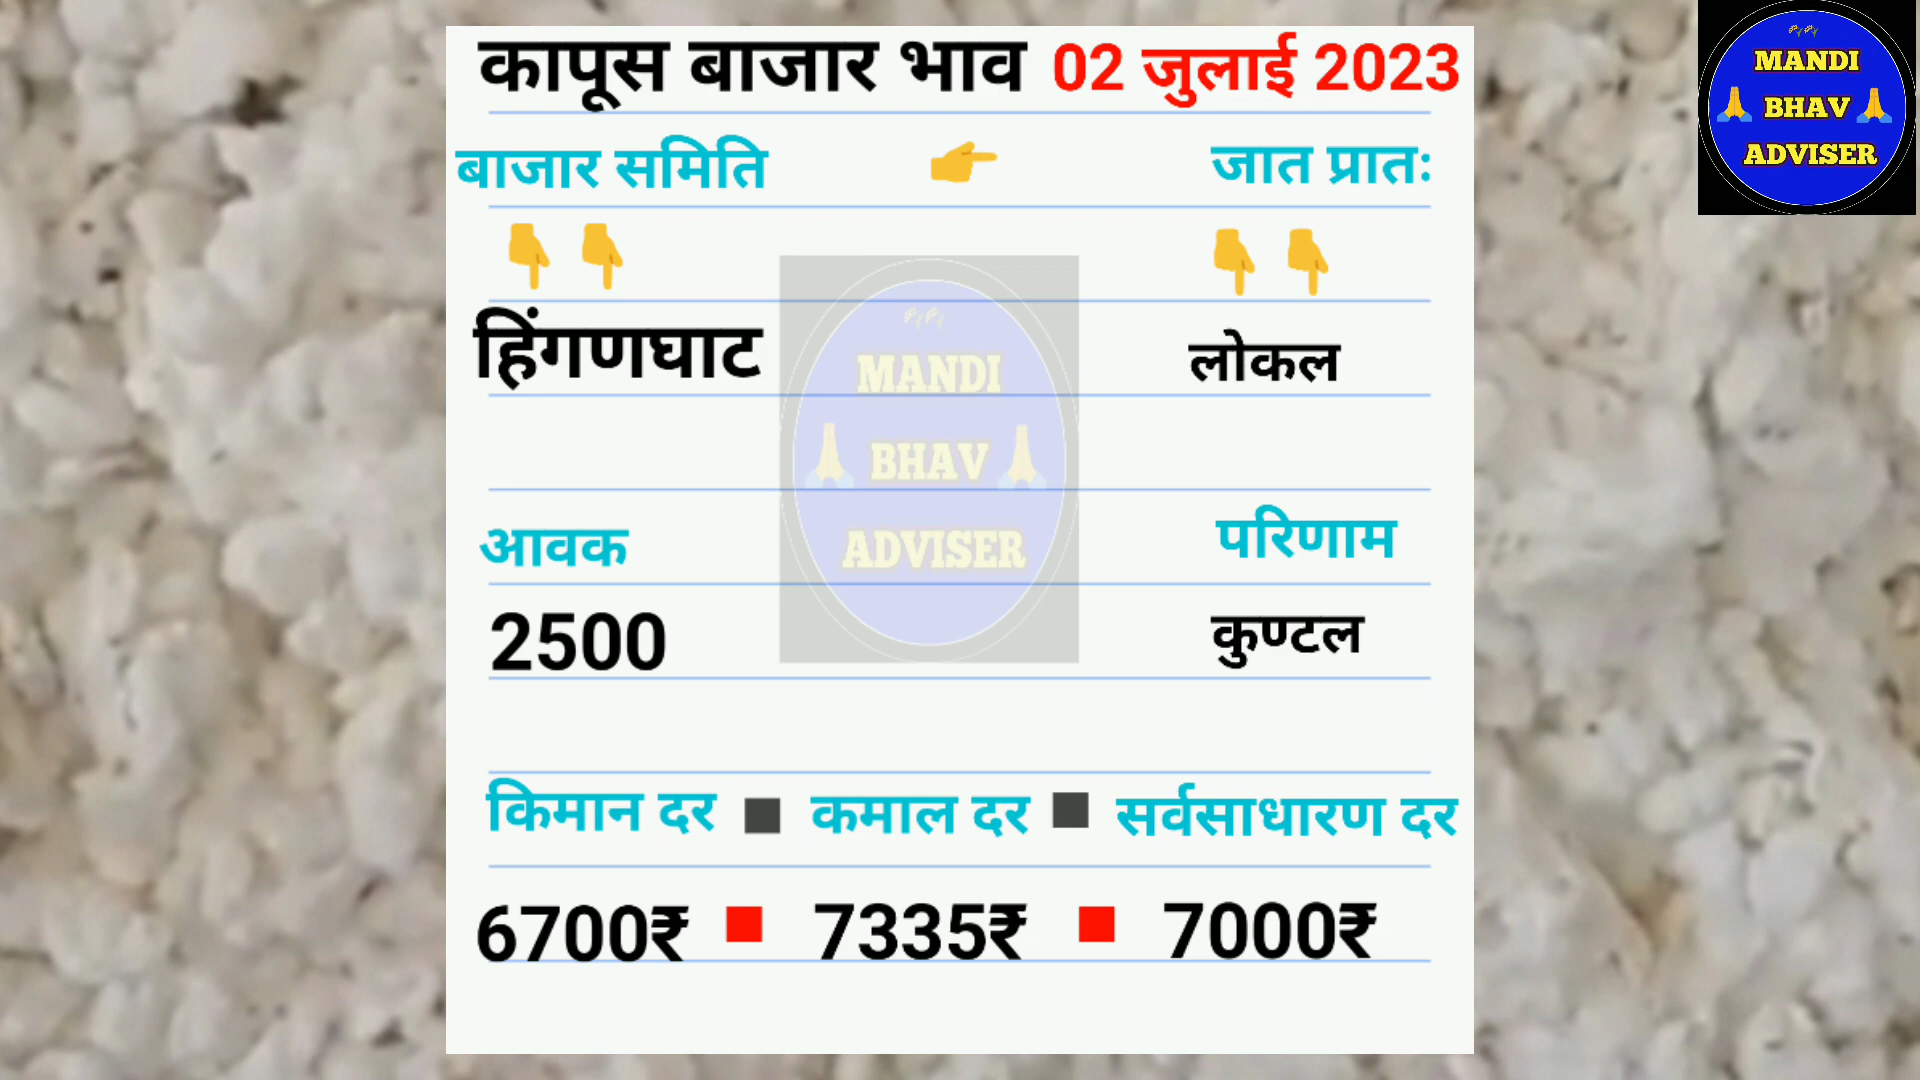 कापूस बाजार भाव 02 जुलाई 2023
बाजार समिति 👉 जात प्रातः
👇 👇 👇 👇
हिंगणघाट लोकल
आवक परिणाम
2500 कुण्टल
किमान दर ◼ कमाल दर ◼ सर्वसाधारण दर
6700₹ 🟥 7335₹ 🟥 7000₹
MANDI
BHAV
ADVISER
MANDI
BHAV
ADVISER